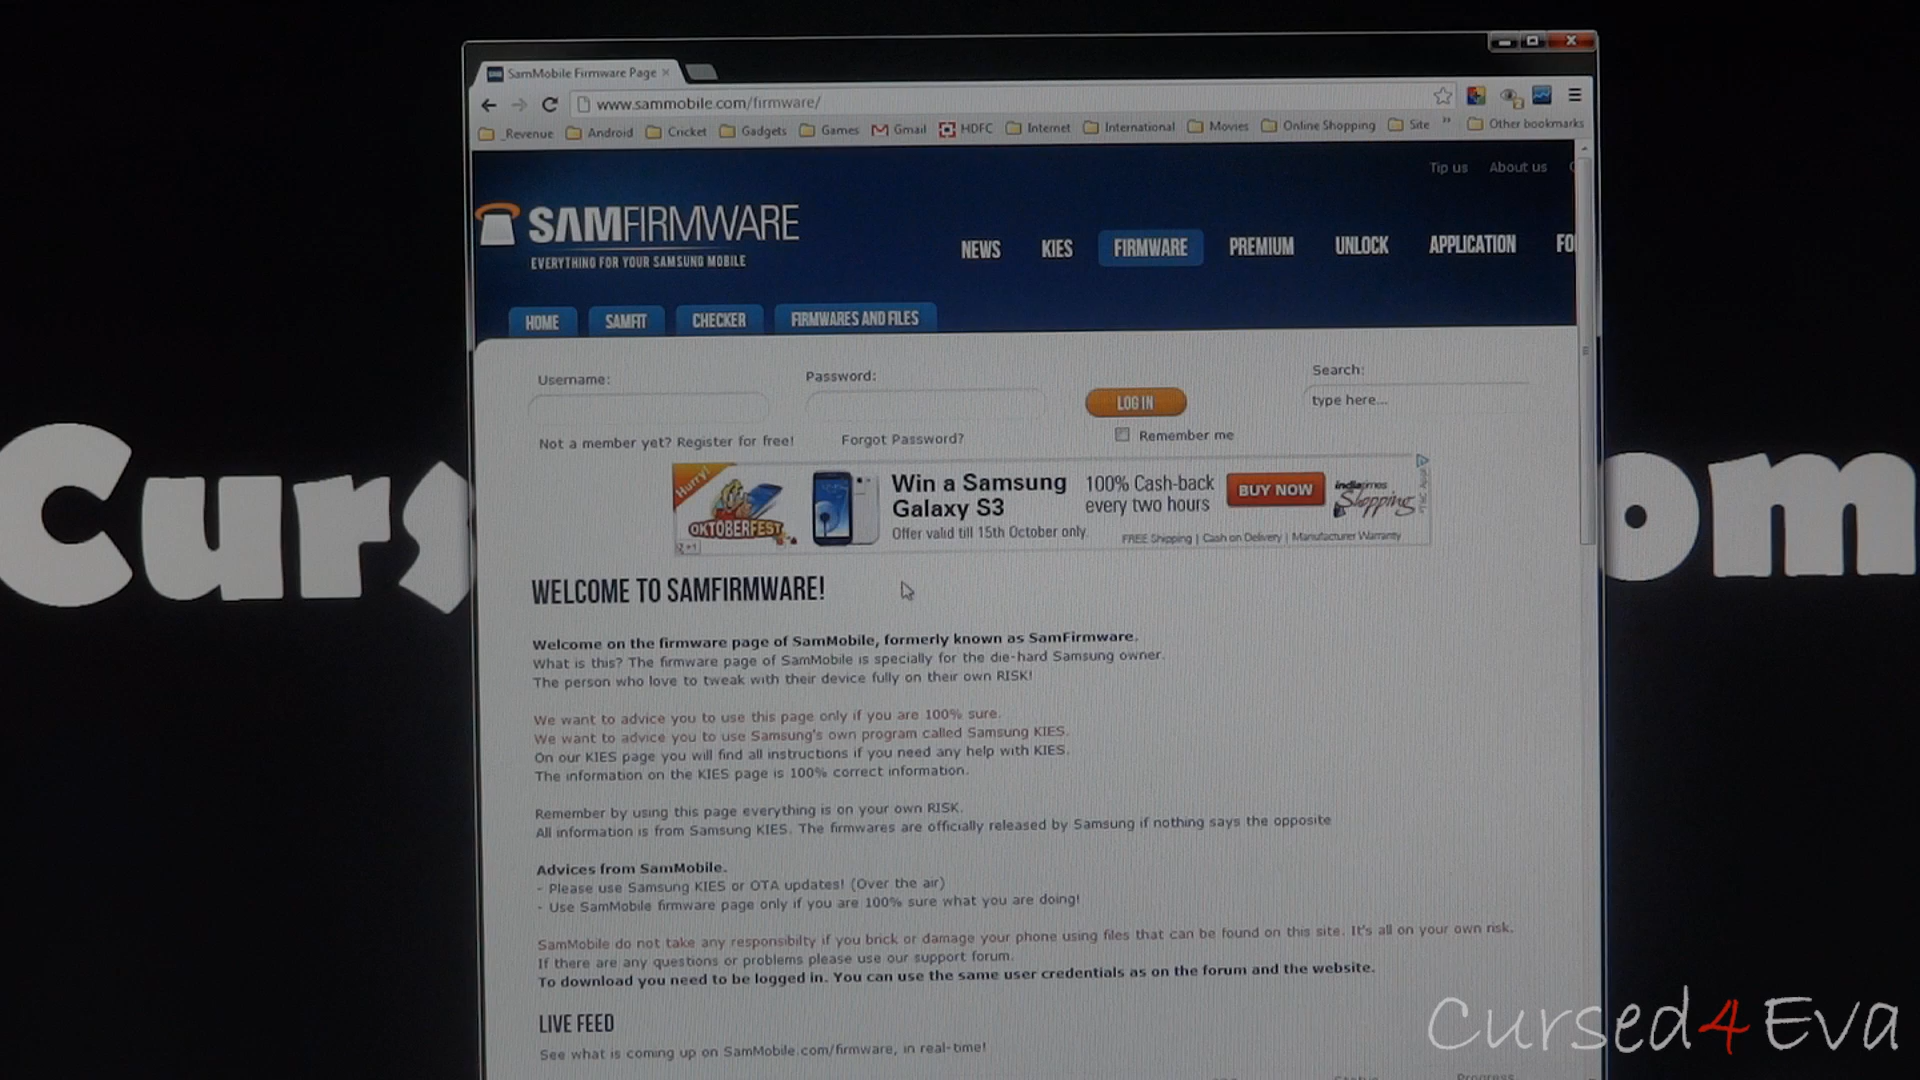 SamMobile Firmware Page
www.sammobile.com/firmware/
_Revenue Android Cricket Gadgets Games Gmail HDFC Internet International Movies Online Shopping Site » Other bookmarks
Tip us About us
SAMFIRMWARE
EVERYTHING FOR YOUR SAMSUNG MOBILE
NEWS KIES FIRMWARE PREMIUM UNLOCK APPLICATION FO
HOME SAMFIT CHECKER FIRMWARES AND FILES
Username: Password: Search:
LOG IN type here...
Not a member yet? Register for free! Forgot Password? Remember me
Hurry!
OKTOBERFEST
Win a Samsung
Galaxy S3
Offer valid till 15th October only.
100% Cash-back
every two hours
BUY NOW
indiatimes
Shopping
FREE Shipping | Cash on Delivery | Manufacturer Warranty
Curs
om
WELCOME TO SAMFIRMWARE!
Welcome on the firmware page of SamMobile, formerly known as SamFirmware.
What is this? The firmware page of SamMobile is specially for the die-hard Samsung owner.
The person who love to tweak with their device fully on their own RISK!
We want to advice you to use this page only if you are 100% sure.
We want to advice you to use Samsung's own program called Samsung KIES.
On our KIES page you will find all instructions if you need any help with KIES.
The information on the KIES page is 100% correct information.
Remember by using this page everything is on your own RISK.
All information is from Samsung KIES. The firmwares are officially released by Samsung if nothing says the opposite
Advices from SamMobile.
- Please use Samsung KIES or OTA updates! (Over the air)
- Use SamMobile firmware page only if you are 100% sure what you are doing!
SamMobile do not take any responsibilty if you brick or damage your phone using files that can be found on this site. It's all on your own risk.
If there are any questions or problems please use our support forum.
To download you need to be logged in. You can use the same user credentials as on the forum and the website.
LIVE FEED
See what is coming up on SamMobile.com/firmware, in real-time!
Cursed4Eva